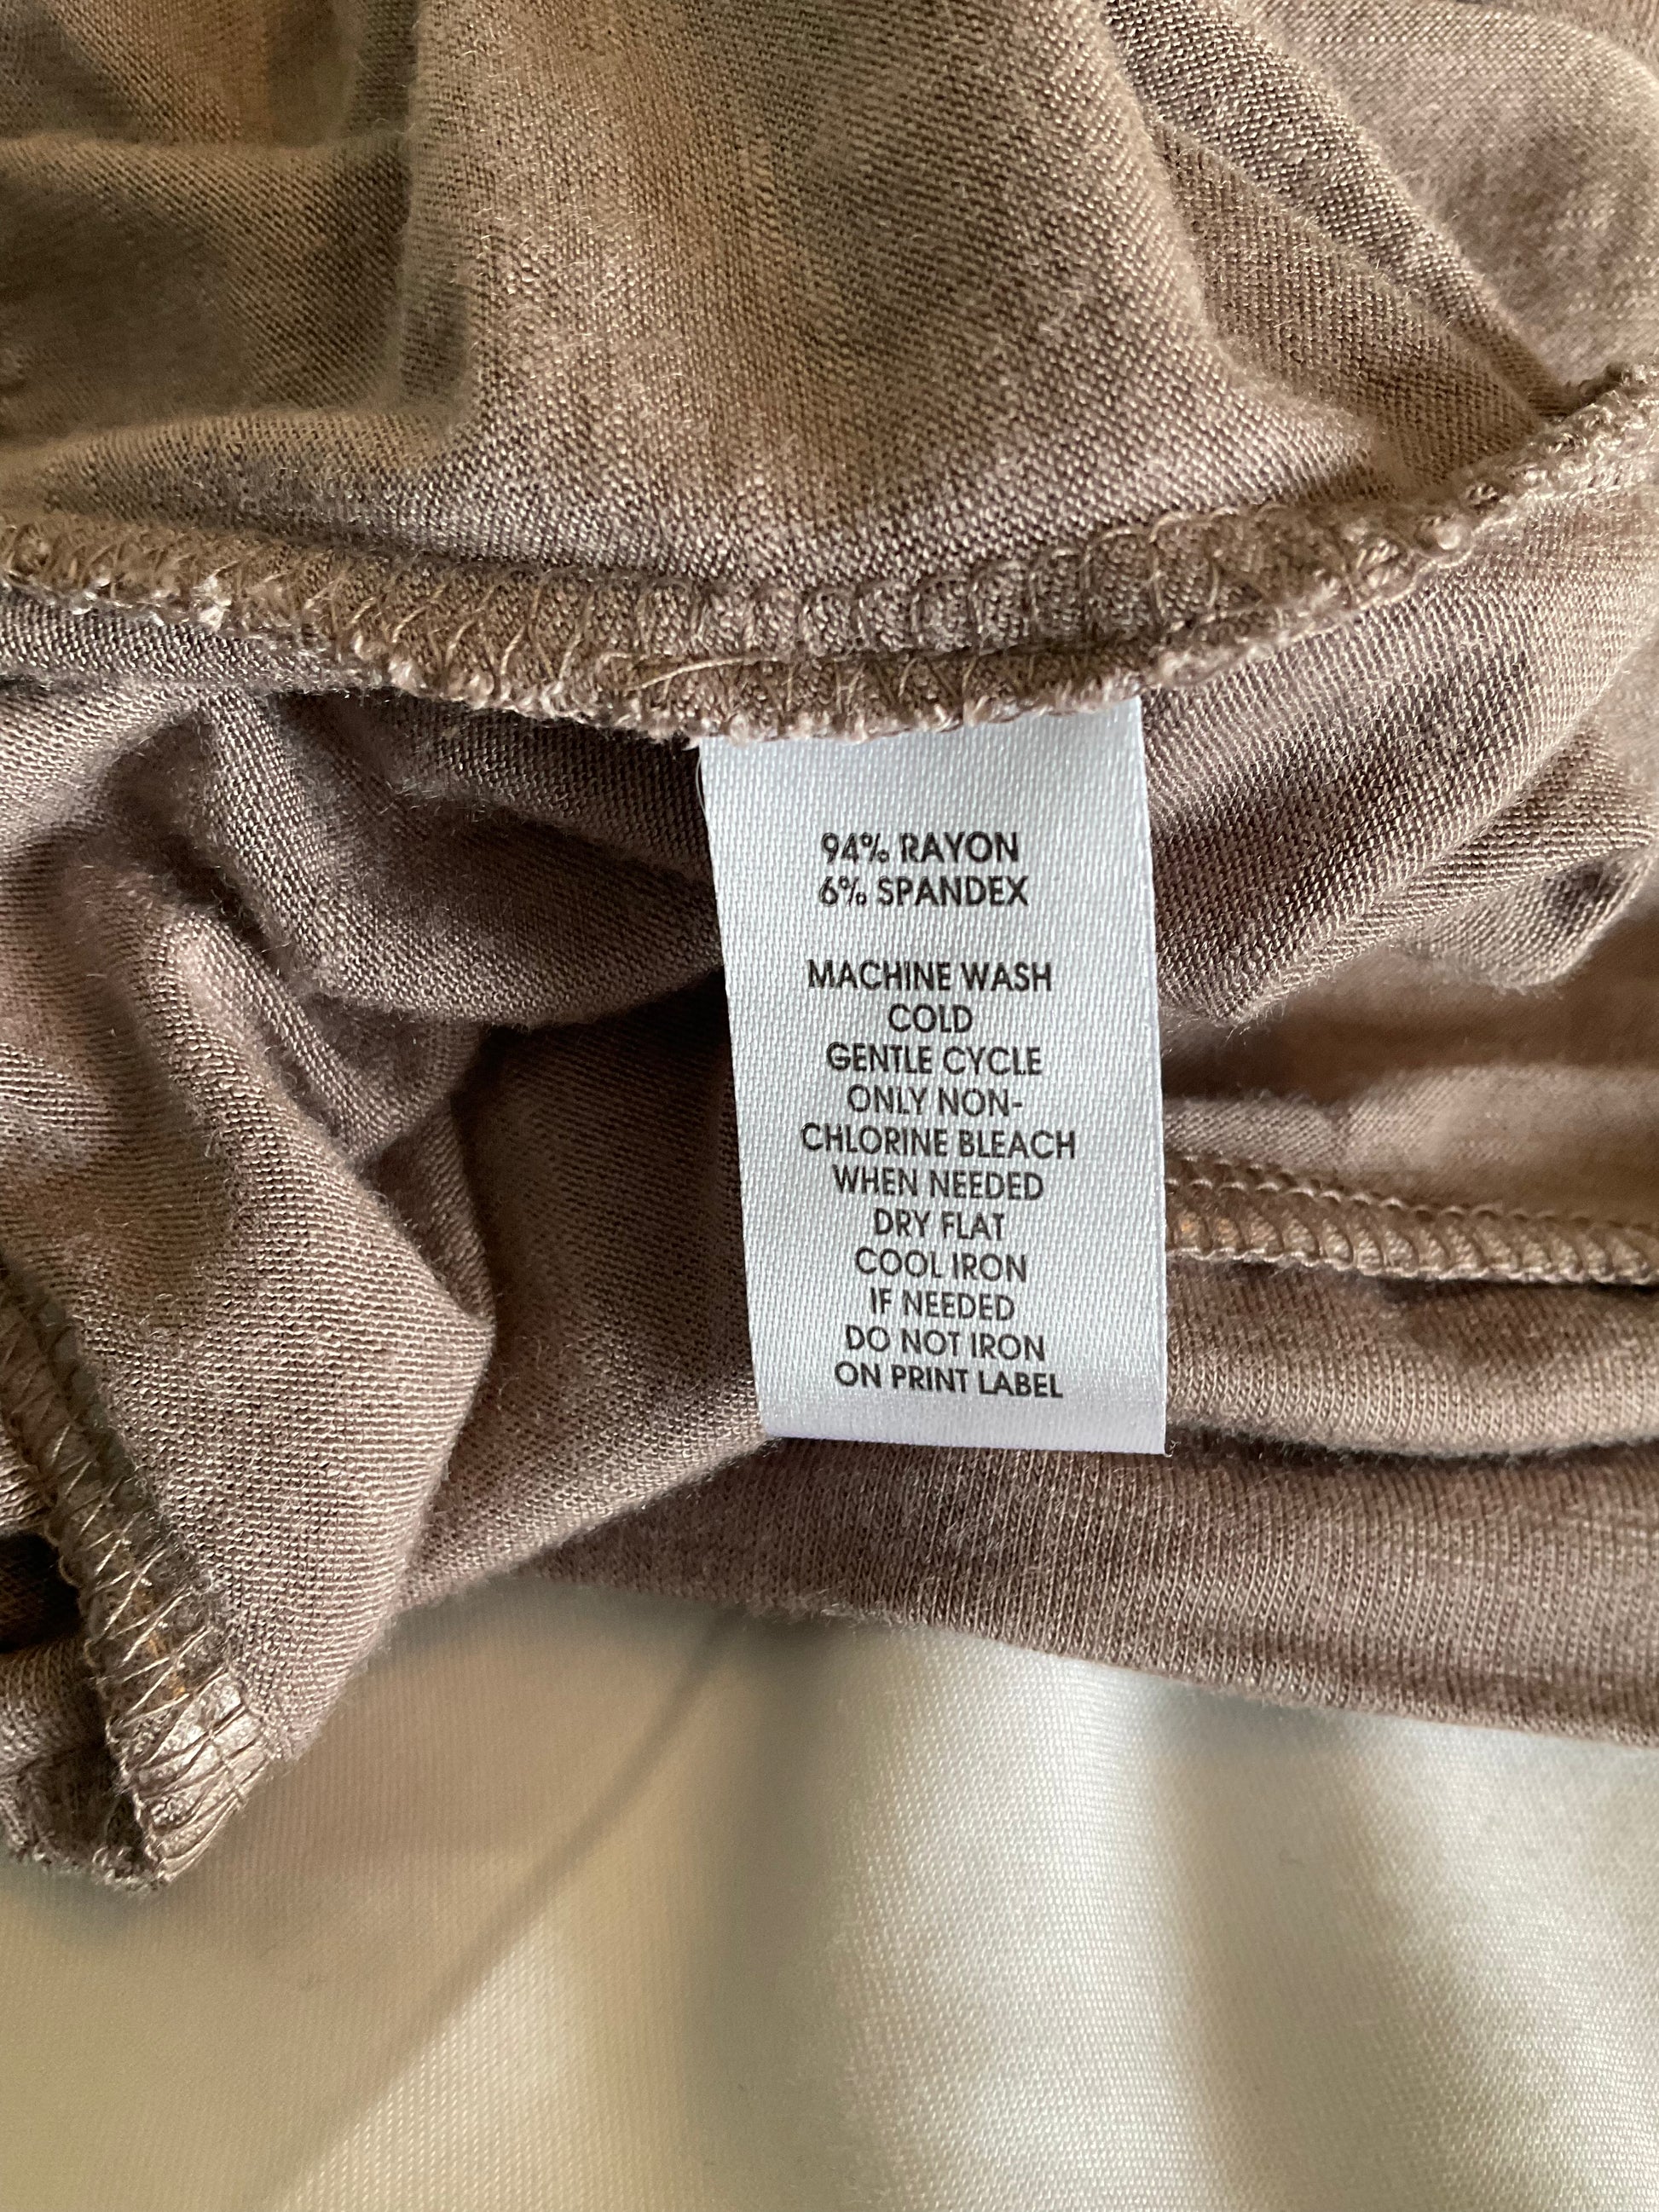 94% RAYON
6% SPANDEX
MACHINE WASH
COLD
GENTLE CYCLE
ONLY NON-
CHLORINE BLEACH
WHEN NEEDED
DRY FLAT
COOL IRON
IF NEEDED
DO NOT IRON
ON PRINT LABEL